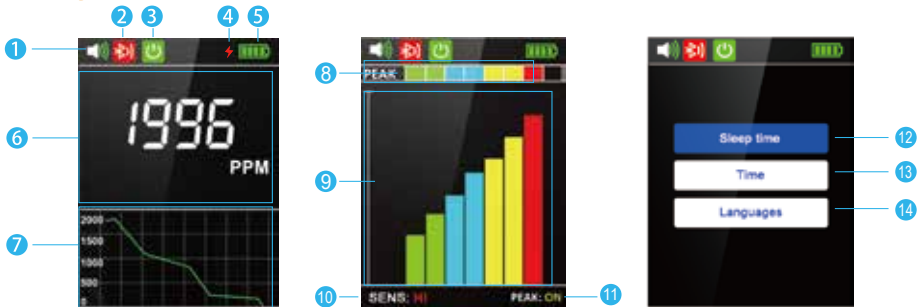 2 3 4 5
1
6
1996
PPM
7
2000
1500
1000
500
0
8
PEAK
9
10
SENS: HI
PEAK: ON
11
Sleep time
12
Time
13
Languages
14